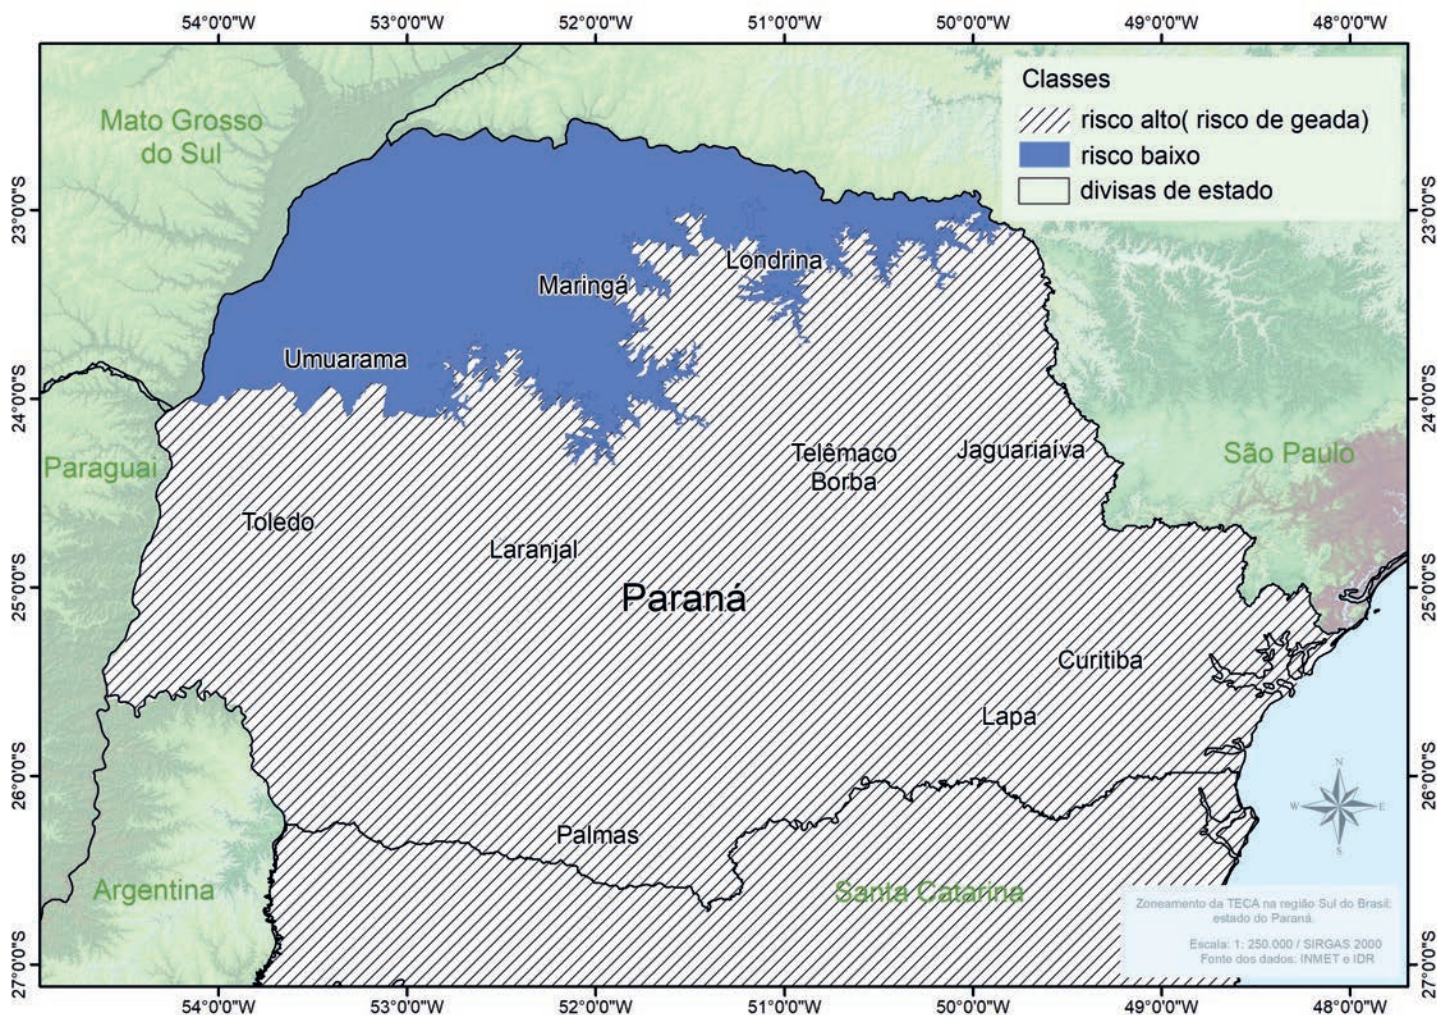 54°0'0"W 53°0'0"W 52°0'0"W 51°0'0"W 50°0'0"W 49°0'0"W 48°0'0"W
Classes
risco alto( risco de geada)
risco baixo
divisas de estado
Mato Grosso
do Sul
23°0'0"S
23°0'0"S
Londrina
Maringá
Umuarama
24°0'0"S
24°0'0"S
Paraguai
Telêmaco
Borba
Jaguariaíva
São Paulo
Toledo
Laranjal
Paraná
25°0'0"S
25°0'0"S
Curitiba
Lapa
26°0'0"S
26°0'0"S
N
W
E
S
Palmas
Argentina
Santa Catarina
Zoneamento da TECA na região Sul do Brasil:
estado do Paraná.
Escala: 1: 250.000 / SIRGAS 2000
Fonte dos dados: INMET e IDR
27°0'0"S
27°0'0"S
54°0'0"W 53°0'0"W 52°0'0"W 51°0'0"W 50°0'0"W 49°0'0"W 48°0'0"W